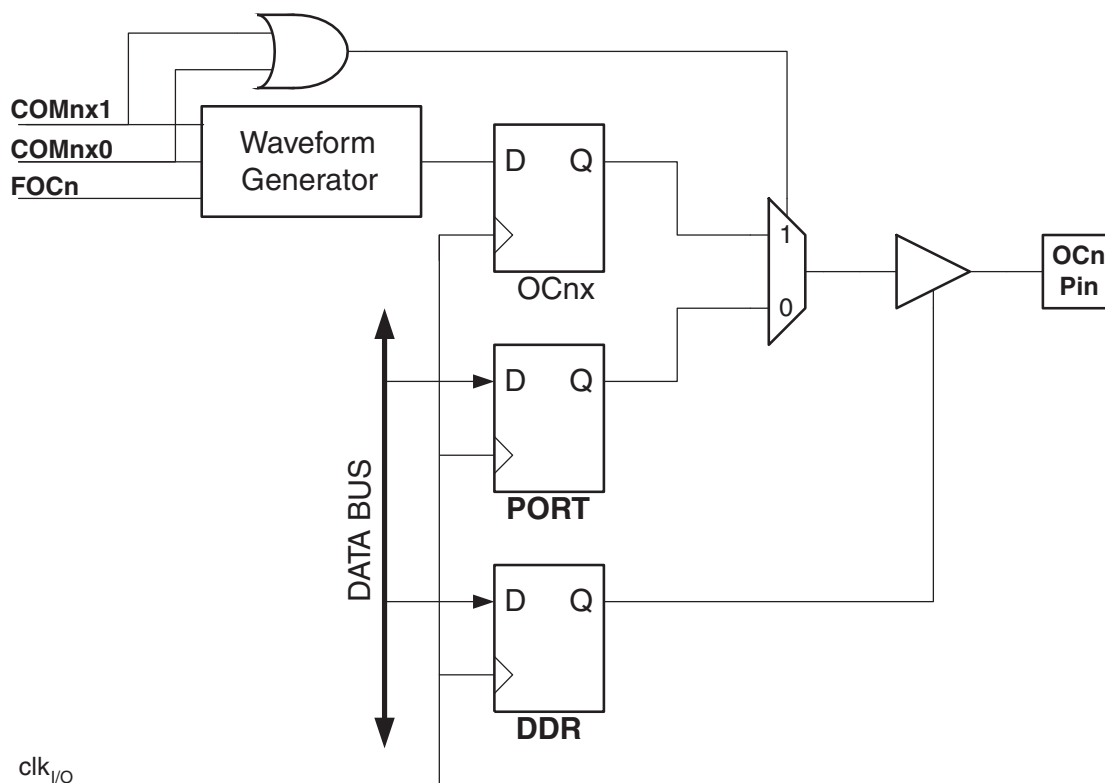 COMnx1
COMnx0
FOCn
Waveform
Generator
D Q
OCnx
1
0
OCn
Pin
D Q
PORT
DATA BUS
D Q
DDR
clkI/O